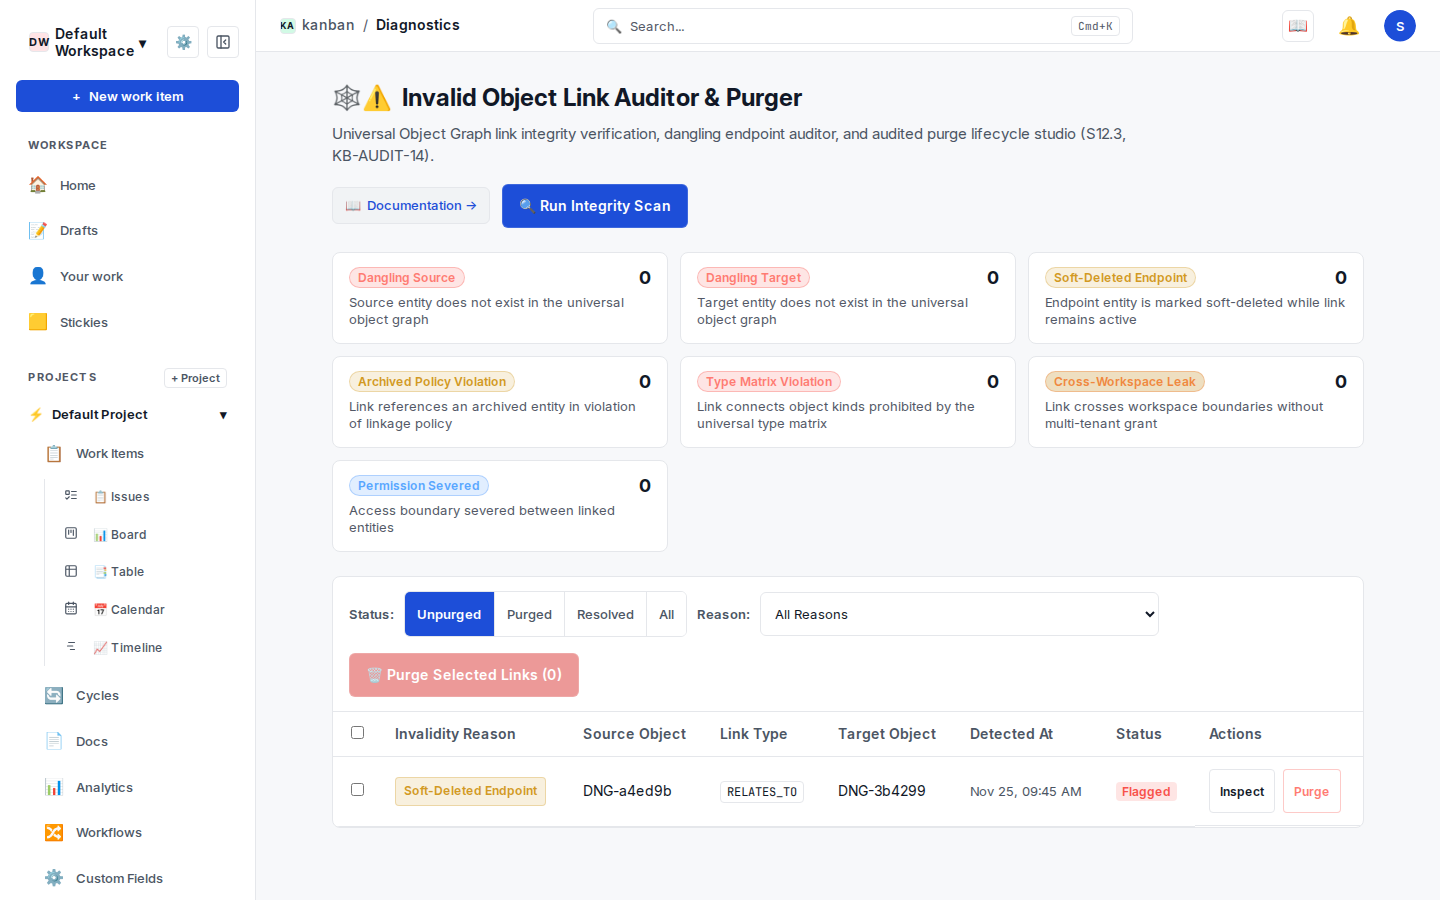 DW Default Workspace ▾
+ New work item
WORKSPACE
Home
Drafts
Your work
Stickies
PROJECTS + Project
Default Project ▾
Work Items
Issues
Board
Table
Calendar
Timeline
Cycles
Docs
Analytics
Workflows
Custom Fields
KA kanban / Diagnostics
Search... Cmd+K
S
Invalid Object Link Auditor & Purger
Universal Object Graph link integrity verification, dangling endpoint auditor, and audited purge lifecycle studio (S12.3,
KB-AUDIT-14).
Documentation →
Run Integrity Scan
Dangling Source 0
Source entity does not exist in the universal
object graph
Dangling Target 0
Target entity does not exist in the universal
object graph
Soft-Deleted Endpoint 0
Endpoint entity is marked soft-deleted while link
remains active
Archived Policy Violation 0
Link references an archived entity in violation
of linkage policy
Type Matrix Violation 0
Link connects object kinds prohibited by the
universal type matrix
Cross-Workspace Leak 0
Link crosses workspace boundaries without
multi-tenant grant
Permission Severed 0
Access boundary severed between linked
entities
Status: Unpurged Purged Resolved All Reason: All Reasons
Purge Selected Links (0)
Invalidity Reason Source Object Link Type Target Object Detected At Status Actions
Soft-Deleted Endpoint DNG-a4ed9b RELATES_TO DNG-3b4299 Nov 25, 09:45 AM Flagged Inspect Purge